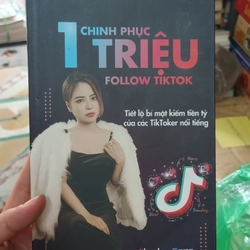 CHINH PHỤC
1 TRIỆU
FOLLOW TIKTOK
Tiết lộ bí mật kiếm tiền tỷ
của các TikToker nổi tiếng